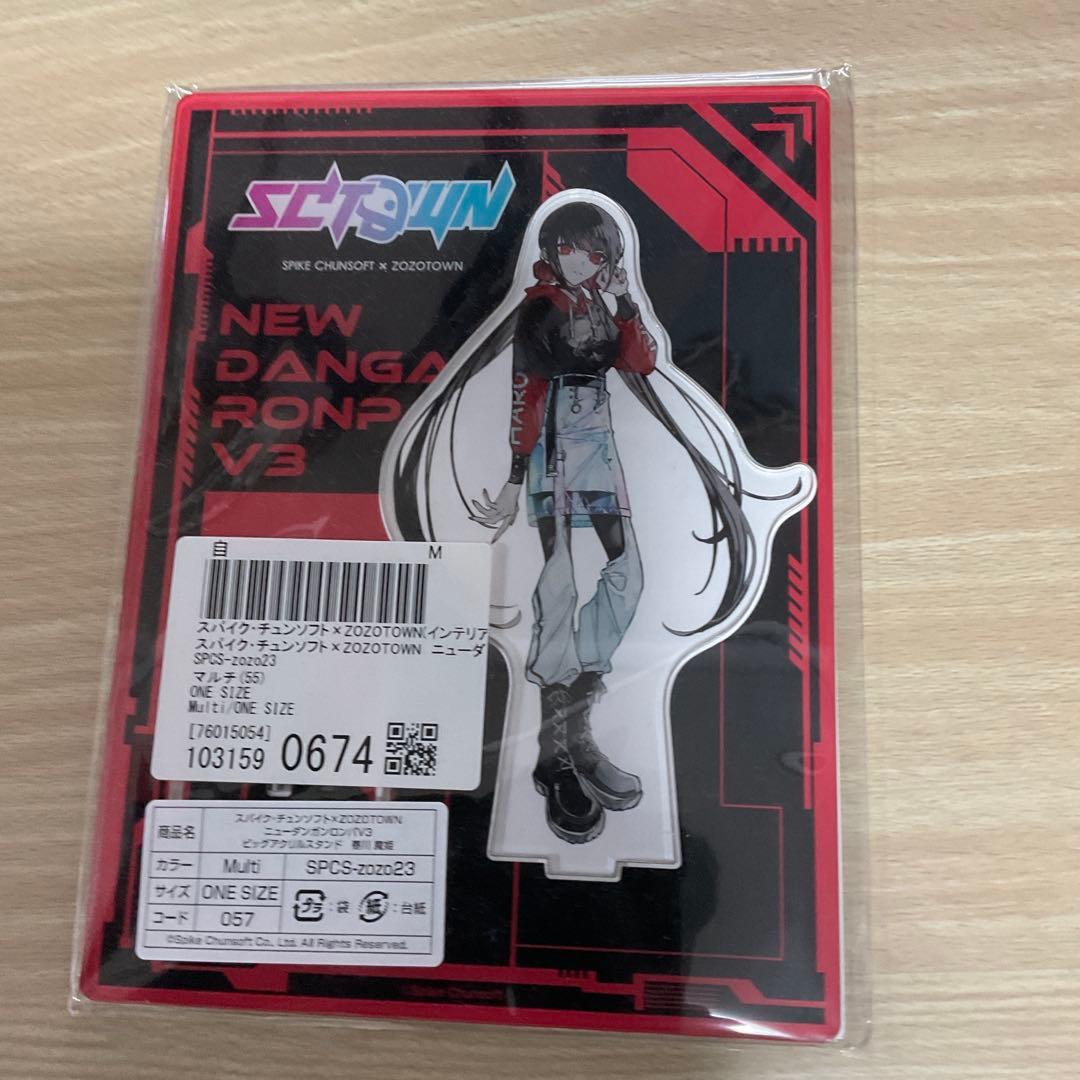 SCTOWN
SPIKE CHUNSOFT × ZOZOTOWN
NEW
DANGA
RONP
V3
HARU
自 M
スパイク・チュンソフト×ZOZOTOWN(インテリア
スパイク・チュンソフト×ZOZOTOWN ニューダ
SPCS-zozo23
マルチ(55)
ONE SIZE
Multi/ONE SIZE
[76015054]
103159 0674
商品名 スパイク・チュンソフト×ZOZOTOWN
ニューダンガンロンパV3
ビッグアクリルスタンド 春川 魔姫
カラー Multi SPCS-zozo23
サイズ ONE SIZE プラ:袋 紙:台紙
コード 057
©Spike Chunsoft Co., Ltd. All Rights Reserved.
Spike Chunsoft